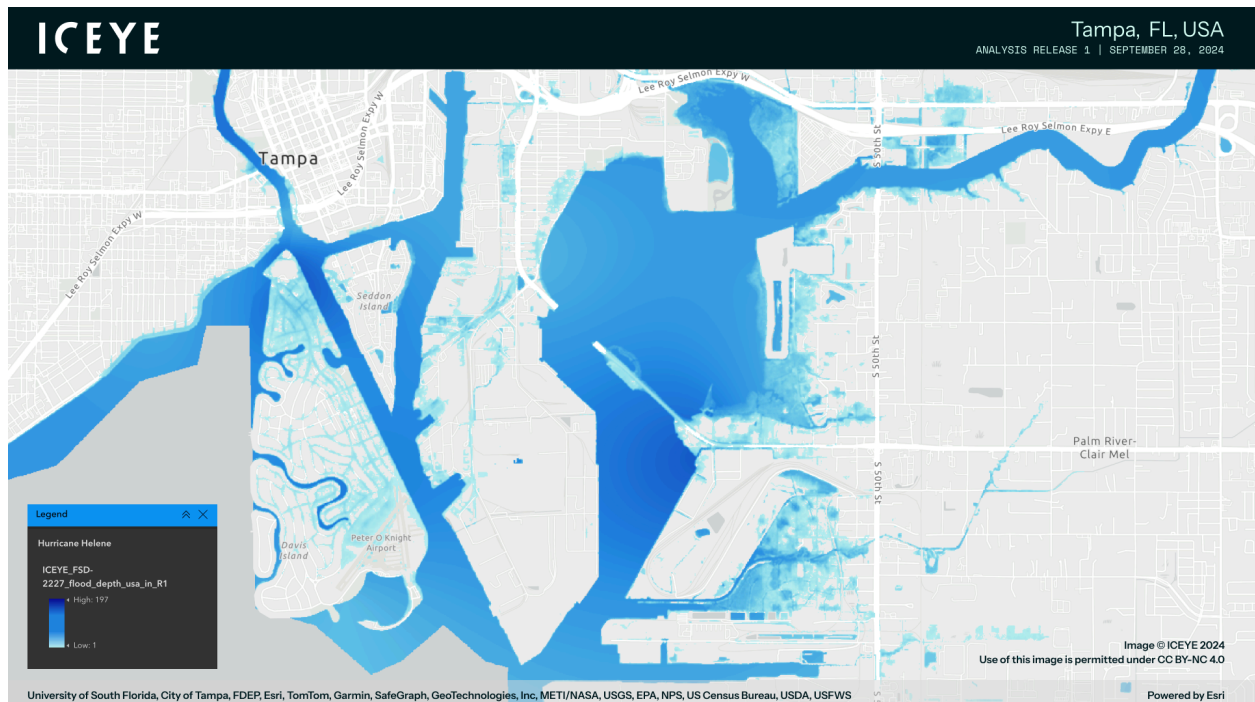 ICEYE
Tampa, FL, USA
ANALYSIS RELEASE 1 | SEPTEMBER 28, 2024
Lee Roy Selmon Expy W
Lee Roy Selmon Expy W
Lee Roy Selmon Expy W
Lee Roy Selmon Expy E
S 50th St
Tampa
Seddon
Island
S 50th St
Palm River-
Clair Mel
S 50th St
Davis
Island
Peter O Knight
Airport
Legend
Hurricane Helene
ICEYE_FSD-
2227_flood_depth_usa_in_R1
High: 197
Low: 1
Image © ICEYE 2024
Use of this image is permitted under CC BY-NC 4.0
University of South Florida, City of Tampa, FDEP, Esri, TomTom, Garmin, SafeGraph, GeoTechnologies, Inc, METI/NASA, USGS, EPA, NPS, US Census Bureau, USDA, USFWS
S
Powered by Esri